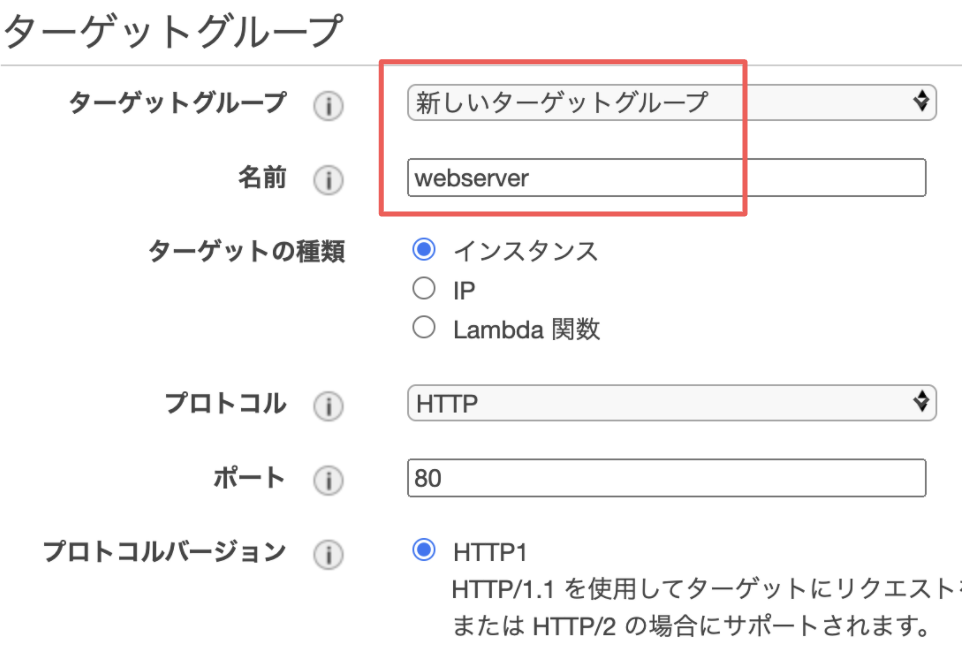 ターゲットグループ
ターゲットグループ 新しいターゲットグループ
名前 webserver
ターゲットの種類 インスタンス
IP
Lambda 関数
プロトコル HTTP
ポート 80
プロトコルバージョン HTTP1
HTTP/1.1 を使用してターゲットにリクエスト
または HTTP/2 の場合にサポートされます。